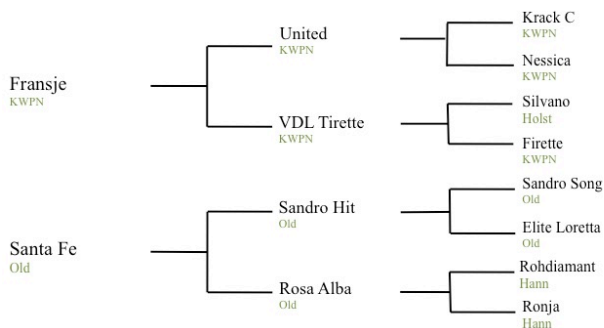 Fransje
KWPN
United
KWPN
Krack C
KWPN
Nessica
KWPN
VDL Tirette
KWPN
Silvano
Holst
Firette
KWPN
Santa Fe
Old
Sandro Hit
Old
Sandro Song
Old
Elite Loretta
Old
Rosa Alba
Old
Rohdiamant
Hann
Ronja
Hann